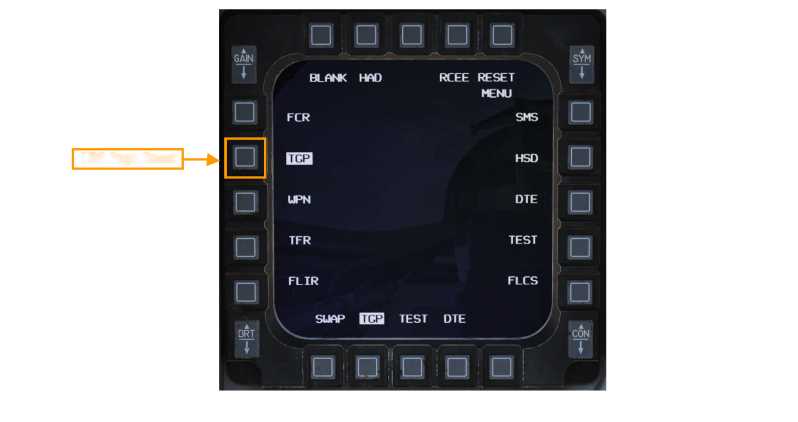 GAIN
SYM
BLANK HAD RCEE RESET
MENU
FCR SMS
TGP HSD
WPN DTE
TFR TEST
FLIR FLCS
SWAP TGP TEST DTE
BRT
CON